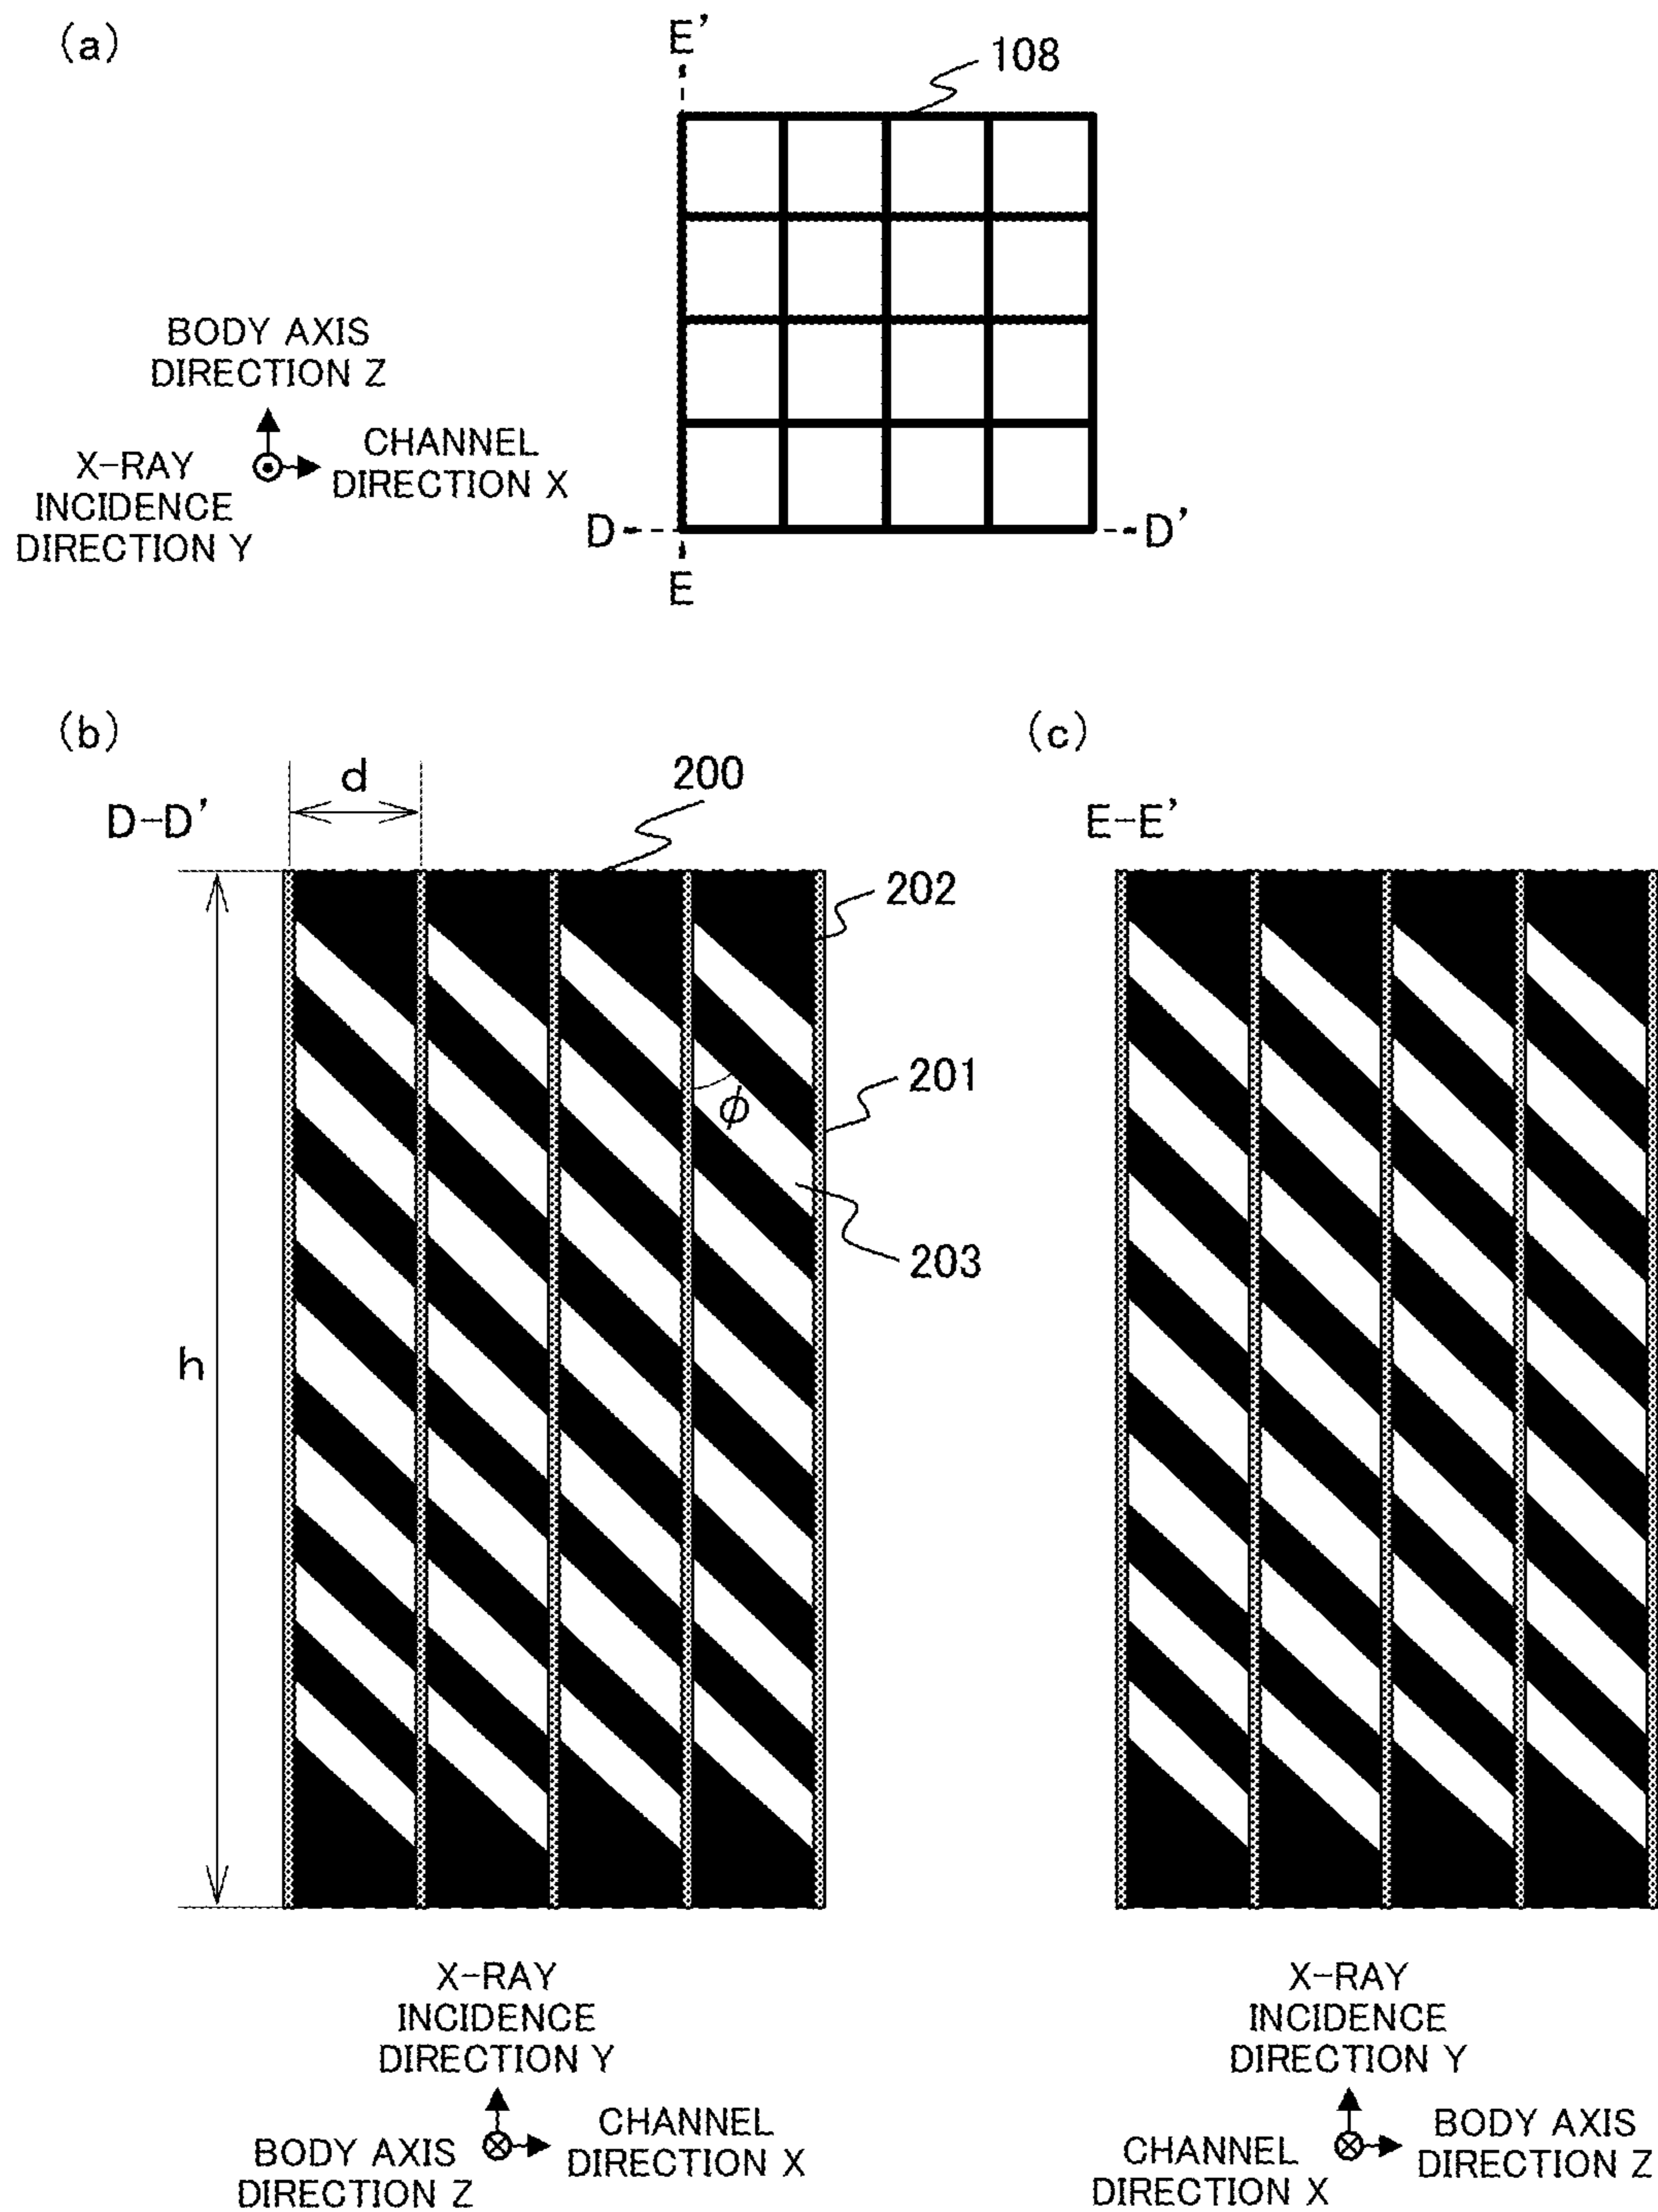 (a)
E’
108
BODY AXIS
DIRECTION Z
X-RAY
INCIDENCE
DIRECTION Y
CHANNEL
DIRECTION X
D
D’
E
(b)
D-D’
d
200
202
201
φ
203
h
X-RAY
INCIDENCE
DIRECTION Y
BODY AXIS
DIRECTION Z
CHANNEL
DIRECTION X
(c)
E-E’
X-RAY
INCIDENCE
DIRECTION Y
CHANNEL
DIRECTION X
BODY AXIS
DIRECTION Z